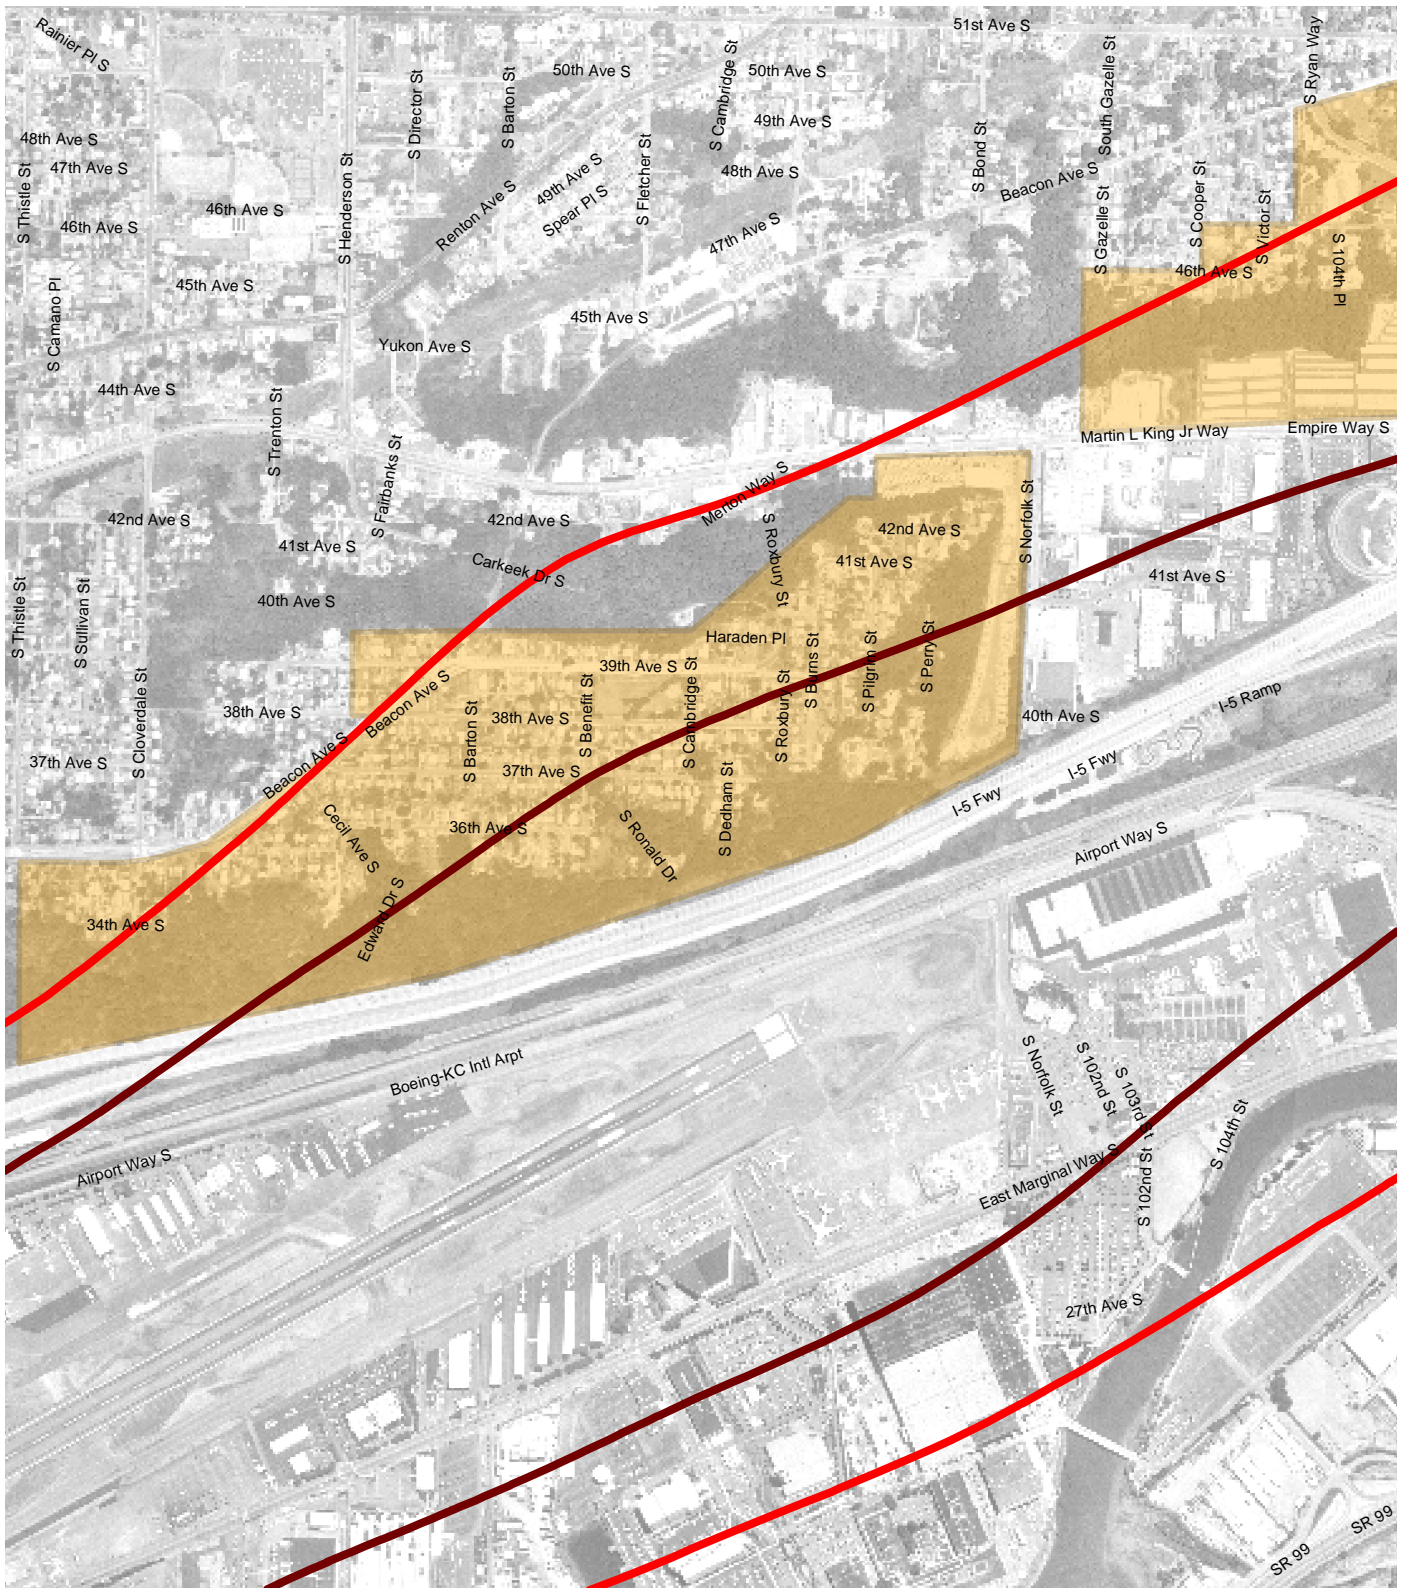 51st Ave S
Rainier Pl S
S Ryan Way
50th Ave S
50th Ave S
S Director St
S Barton St
S Cambridge St
South Gazelle St
49th Ave S
48th Ave S
47th Ave S
48th Ave S
49th Ave S
S Fletcher St
S Bond St
Beacon Ave S
S Thistle St
S Henderson St
46th Ave S
46th Ave S
Renton Ave S
Spear Pl S
47th Ave S
S Gazelle St
S Cooper St
S Victor St
S 104th Pl
46th Ave S
45th Ave S
S Camano Pl
45th Ave S
Yukon Ave S
44th Ave S
S Trenton St
S Fairbanks St
Martin L King Jr Way
Empire Way S
Merton Way S
42nd Ave S
42nd Ave S
42nd Ave S
S Norfolk St
41st Ave S
S Roxbury St
41st Ave S
41st Ave S
Carkeek Dr S
40th Ave S
S Thistle St
S Sullivan St
Haraden Pl
39th Ave S
S Burns St
S Pilgrim St
S Perry St
S Cloverdale St
38th Ave S
Beacon Ave S
Beacon Ave S
S Barton St
38th Ave S
S Benefit St
S Cambridge St
S Roxbury St
40th Ave S
I-5 Ramp
37th Ave S
37th Ave S
I-5 Fwy
I-5 Fwy
Cecil Ave S
36th Ave S
S Ronald Dr
S Dedham St
Airport Way S
34th Ave S
Edward Dr S
Boeing-KC Intl Arpt
S Norfolk St
S 102nd St
S 103rd St
S 104th St
Airport Way S
East Marginal Way S
S 102nd St
27th Ave S
SR 99
SR 99